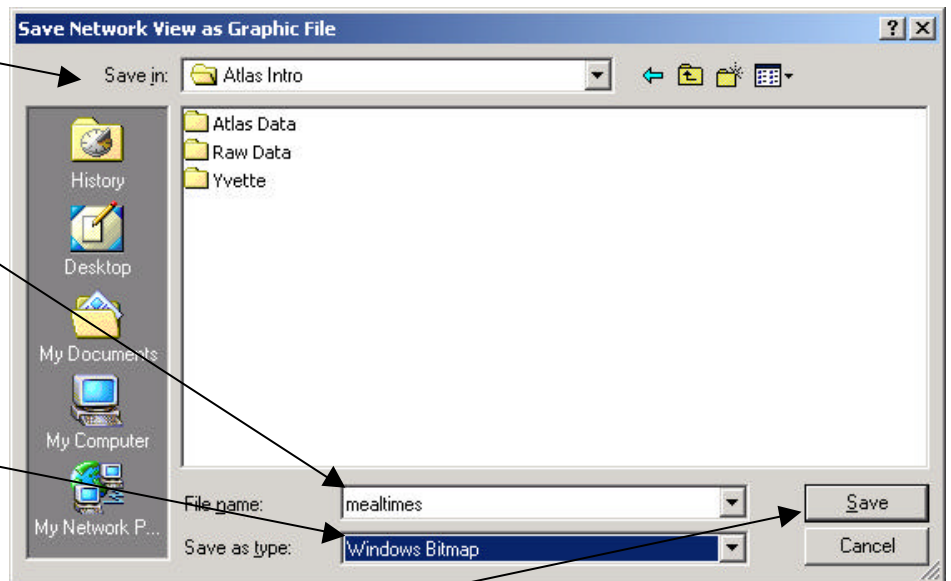 Save Network View as Graphic File
Save in: Atlas Intro
Atlas Data
Raw Data
Yvette
History
Desktop
My Documents
My Computer
My Network P...
File name: mealtimes Save
Save as type: Windows Bitmap Cancel